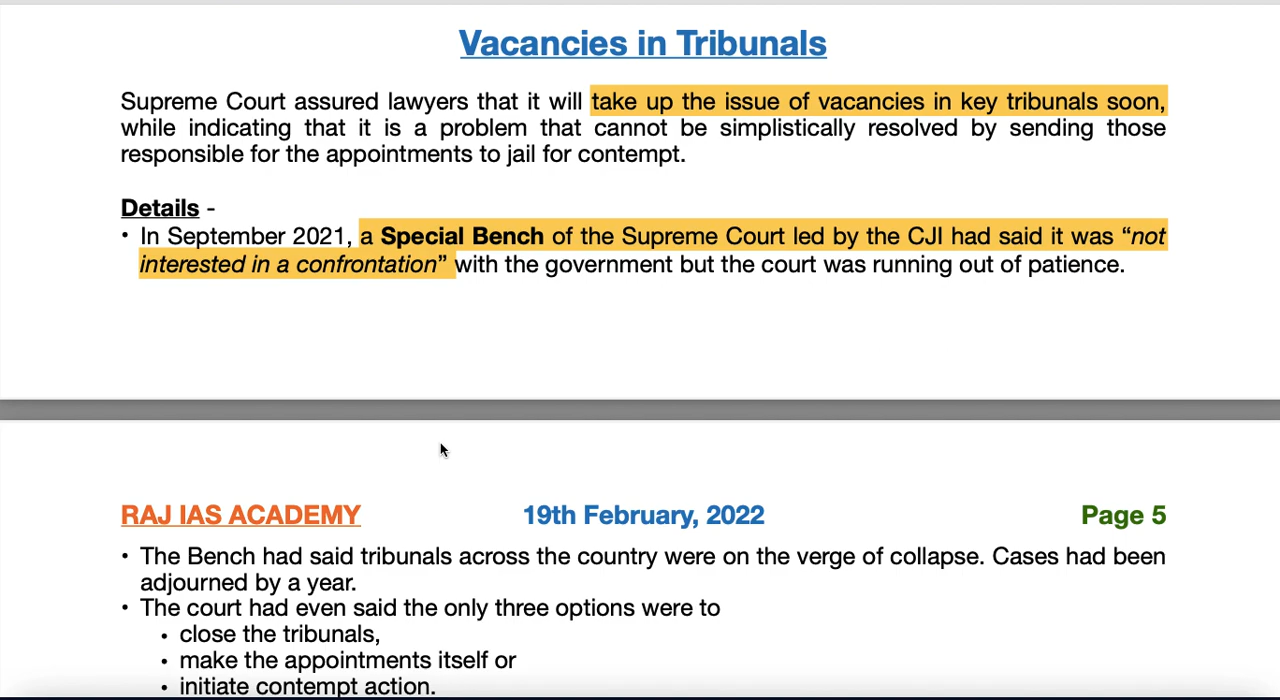 Vacancies in Tribunals
Supreme Court assured lawyers that it will take up the issue of vacancies in key tribunals soon,
while indicating that it is a problem that cannot be simplistically resolved by sending those
responsible for the appointments to jail for contempt.
Details -
• In September 2021, a Special Bench of the Supreme Court led by the CJI had said it was “not
interested in a confrontation” with the government but the court was running out of patience.
RAJ IAS ACADEMY 19th February, 2022 Page 5
• The Bench had said tribunals across the country were on the verge of collapse. Cases had been
adjourned by a year.
• The court had even said the only three options were to
• close the tribunals,
• make the appointments itself or
• initiate contempt action.